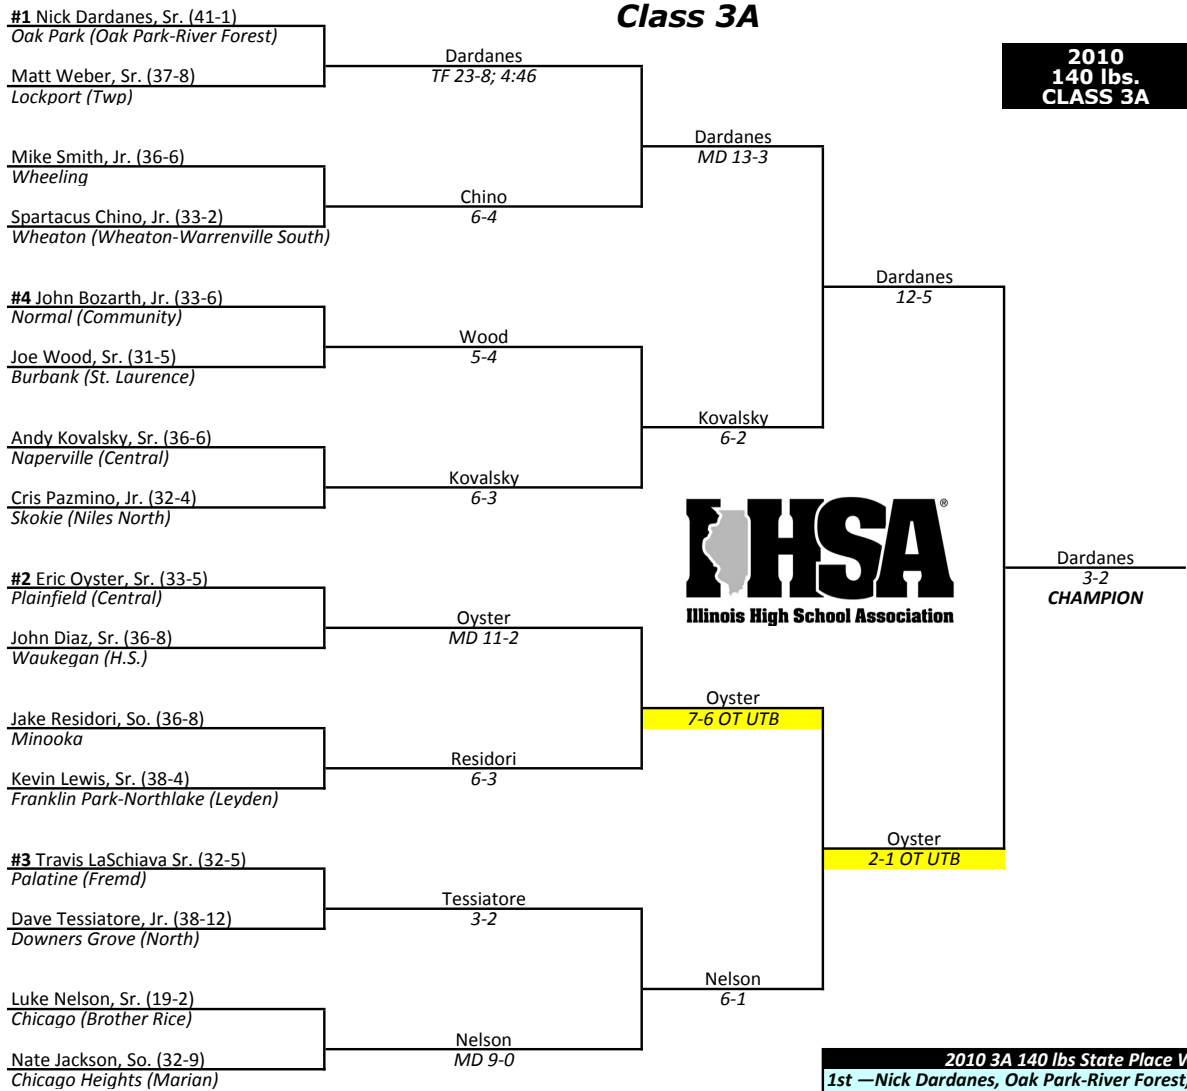 Class 3A
2010
140 lbs.
CLASS 3A
#1 Nick Dardanes, Sr. (41-1)
Oak Park (Oak Park-River Forest)
Matt Weber, Sr. (37-8)
Lockport (Twp)
Mike Smith, Jr. (36-6)
Wheeling
Spartacus Chino, Jr. (33-2)
Wheaton (Wheaton-Warrenville South)
#4 John Bozarth, Jr. (33-6)
Normal (Community)
Joe Wood, Sr. (31-5)
Burbank (St. Laurence)
Andy Kovalsky, Sr. (36-6)
Naperville (Central)
Cris Pazmino, Jr. (32-4)
Skokie (Niles North)
#2 Eric Oyster, Sr. (33-5)
Plainfield (Central)
John Diaz, Sr. (36-8)
Waukegan (H.S.)
Jake Residori, So. (36-8)
Minooka
Kevin Lewis, Sr. (38-4)
Franklin Park-Northlake (Leyden)
#3 Travis LaSchiava Sr. (32-5)
Palatine (Fremd)
Dave Tessiatore, Jr. (38-12)
Downers Grove (North)
Luke Nelson, Sr. (19-2)
Chicago (Brother Rice)
Nate Jackson, So. (32-9)
Chicago Heights (Marian)
Dardanes
TF 23-8; 4:46
Chino
6-4
Wood
5-4
Kovalsky
6-3
Oyster
MD 11-2
Residori
6-3
Tessiatore
3-2
Nelson
MD 9-0
Dardanes
MD 13-3
Kovalsky
6-2
Oyster
7-6 OT UTB
Nelson
6-1
Dardanes
12-5
Oyster
2-1 OT UTB
Dardanes
3-2
CHAMPION
IHSA®
Illinois High School Association
2010 3A 140 lbs State Place W
1st —Nick Dardanes, Oak Park-River Forest,